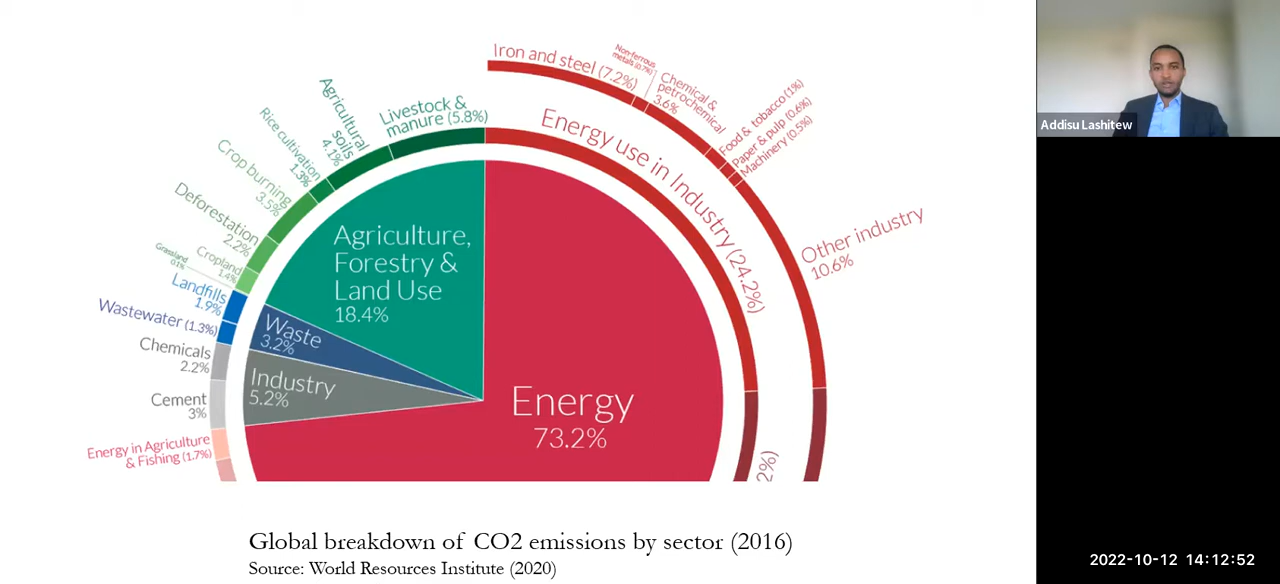 Iron and steel (7.2%)
Non-ferrous
metals (0.7%)
Chemical &
petrochemical
3.6%
Food & tobacco (1%)
Paper & pulp (0.6%)
Machinery (0.5%)
Other industry
10.6%
Energy use in Industry (24.2%)
2%)
Livestock &
manure (5.8%)
Agricultural
soils
4.1%
Rice cultivation
1.3%
Crop burning
3.5%
Deforestation
2.2%
Cropland
1.4%
Grassland
0.1%
Landfills
1.9%
Wastewater (1.3%)
Chemicals
2.2%
Cement
3%
Energy in Agriculture
& Fishing (1.7%)
Agriculture,
Forestry &
Land Use
18.4%
Waste
3.2%
Industry
5.2%
Energy
73.2%
Global breakdown of CO2 emissions by sector (2016)
Source: World Resources Institute (2020)
Addisu Lashitew
2022-10-12 14:12:52